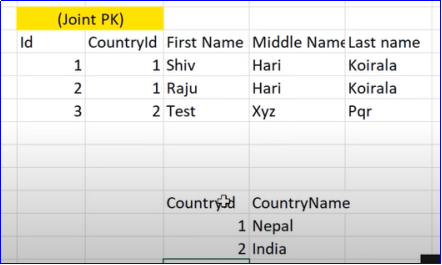 (Joint PK)
Id CountryId First Name Middle Name Last name
1 1 Shiv Hari Koirala
2 1 Raju Hari Koirala
3 2 Test Xyz Pqr
CountryId CountryName
1 Nepal
2 India